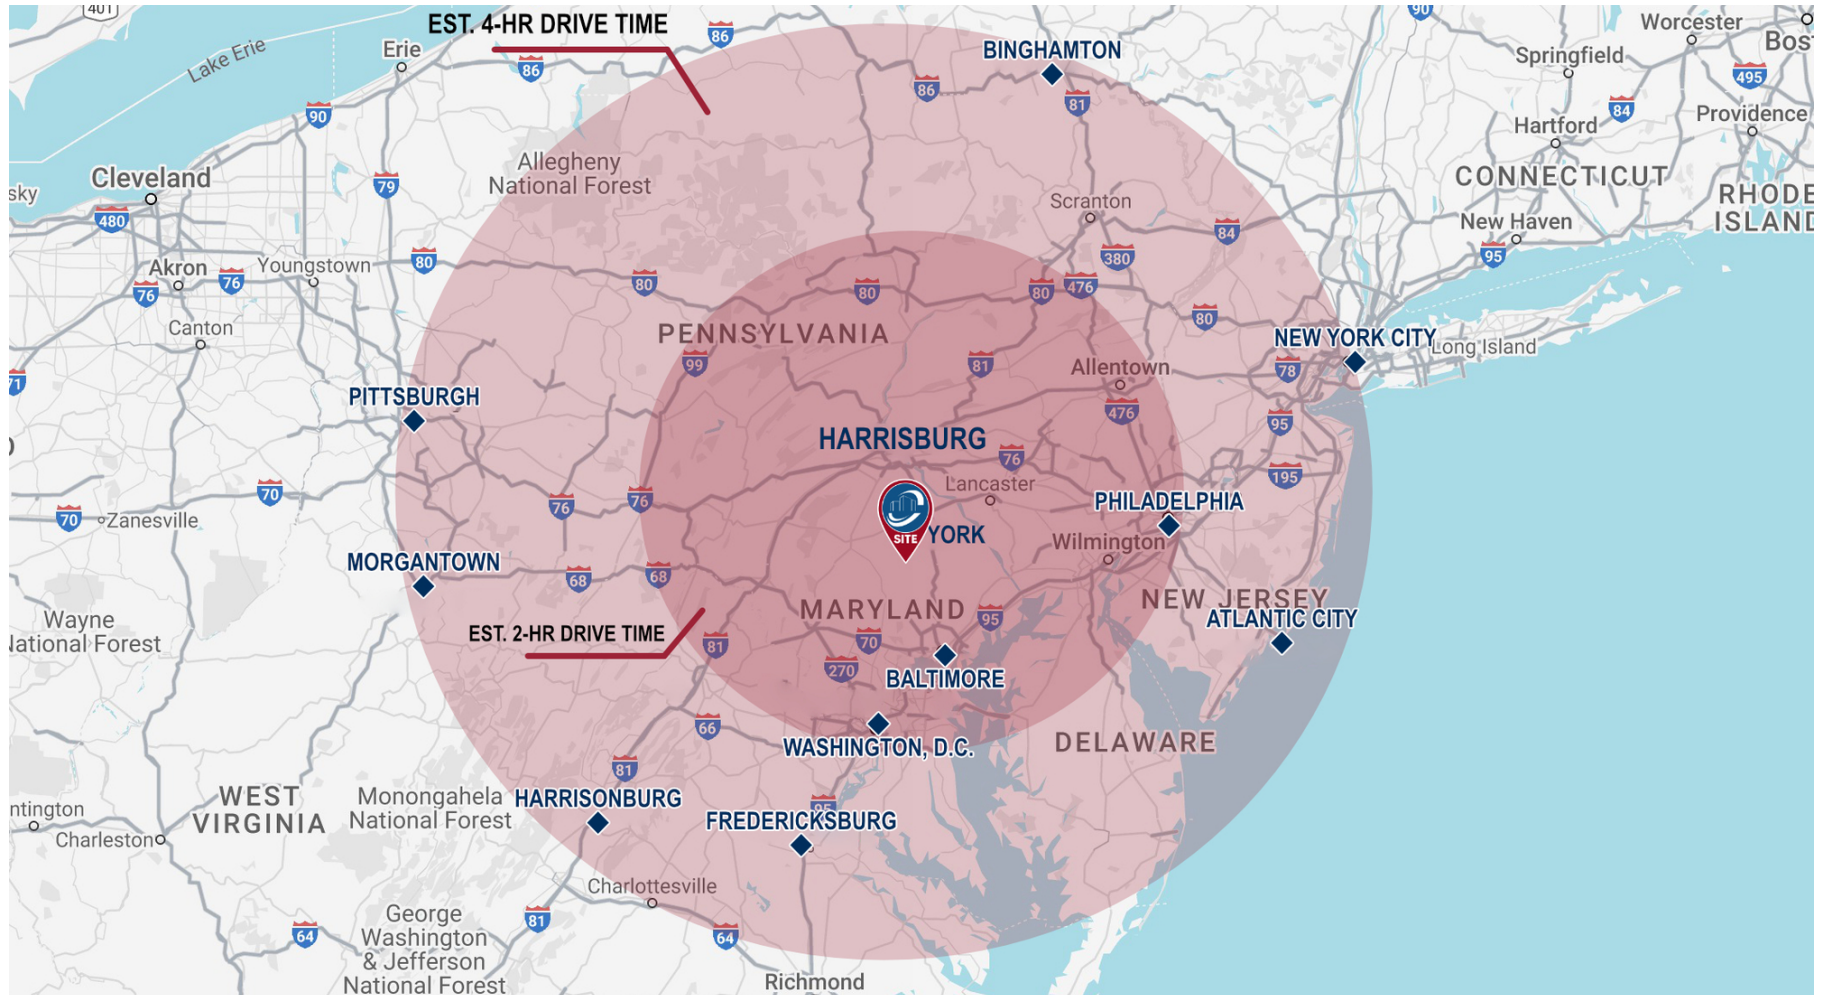 401
EST. 4-HR DRIVE TIME
86
90
Worcester
Erie
BINGHAMTON
Springfield
Lake Erie
86
495
86
81
84
90
Providence
Hartford
Allegheny
National Forest
Cleveland
CONNECTICUT
79
RHODE
ISLAND
Scranton
480
New Haven
84
95
380
80
Akron
Youngstown
76
76
80
80
80
476
80
Canton
PENNSYLVANIA
NEW YORK CITY
Long Island
99
81
Allentown
78
71
PITTSBURGH
476
95
HARRISBURG
76
195
Lancaster
70
76
76
PHILADELPHIA
70
Zanesville
SITE
YORK
Wilmington
MORGANTOWN
68
68
MARYLAND
NEW JERSEY
Wayne
National Forest
95
ATLANTIC CITY
EST. 2-HR DRIVE TIME
81
70
270
BALTIMORE
66
WASHINGTON, D.C.
DELAWARE
81
WEST
VIRGINIA
Monongahela
National Forest
HARRISONBURG
95
FREDERICKSBURG
ntington
Charleston
Charlottesville
George
Washington
& Jefferson
National Forest
81
64
64
Richmond